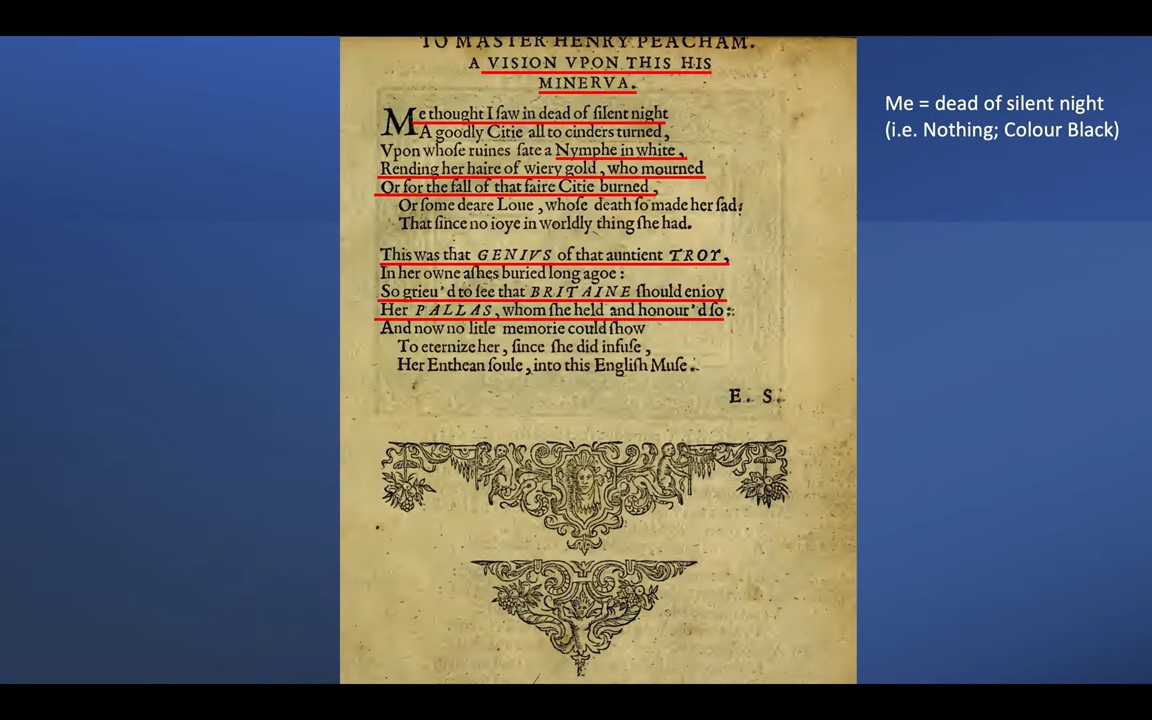 TO MASTER HENRY PEACHAM.
A VISION VPON THIS HIS
MINERVA.
Me thought I ſaw in dead of ſilent night
A goodly Citie all to cinders turned,
Vpon whoſe ruines ſate a Nymphe in white,
Rending her haire of wiery gold, who mourned
Or for the fall of that faire Citie burned,
Or ſome deare Loue, whoſe death ſo made her ſad:
That ſince no ioye in worldly thing ſhe had.
This was that GENIVS of that auntient TROY,
In her owne aſhes buried long agoe:
So grieu'd to ſee that BRITAINE ſhould enioy
Her PALLAS, whom ſhe held and honour'd ſo:
And now no litle memorie could ſhow
To eternize her, ſince ſhe did infuſe,
Her Enthean ſoule, into this Engliſh Muſe.
E. S.
Me = dead of silent night
(i.e. Nothing; Colour Black)